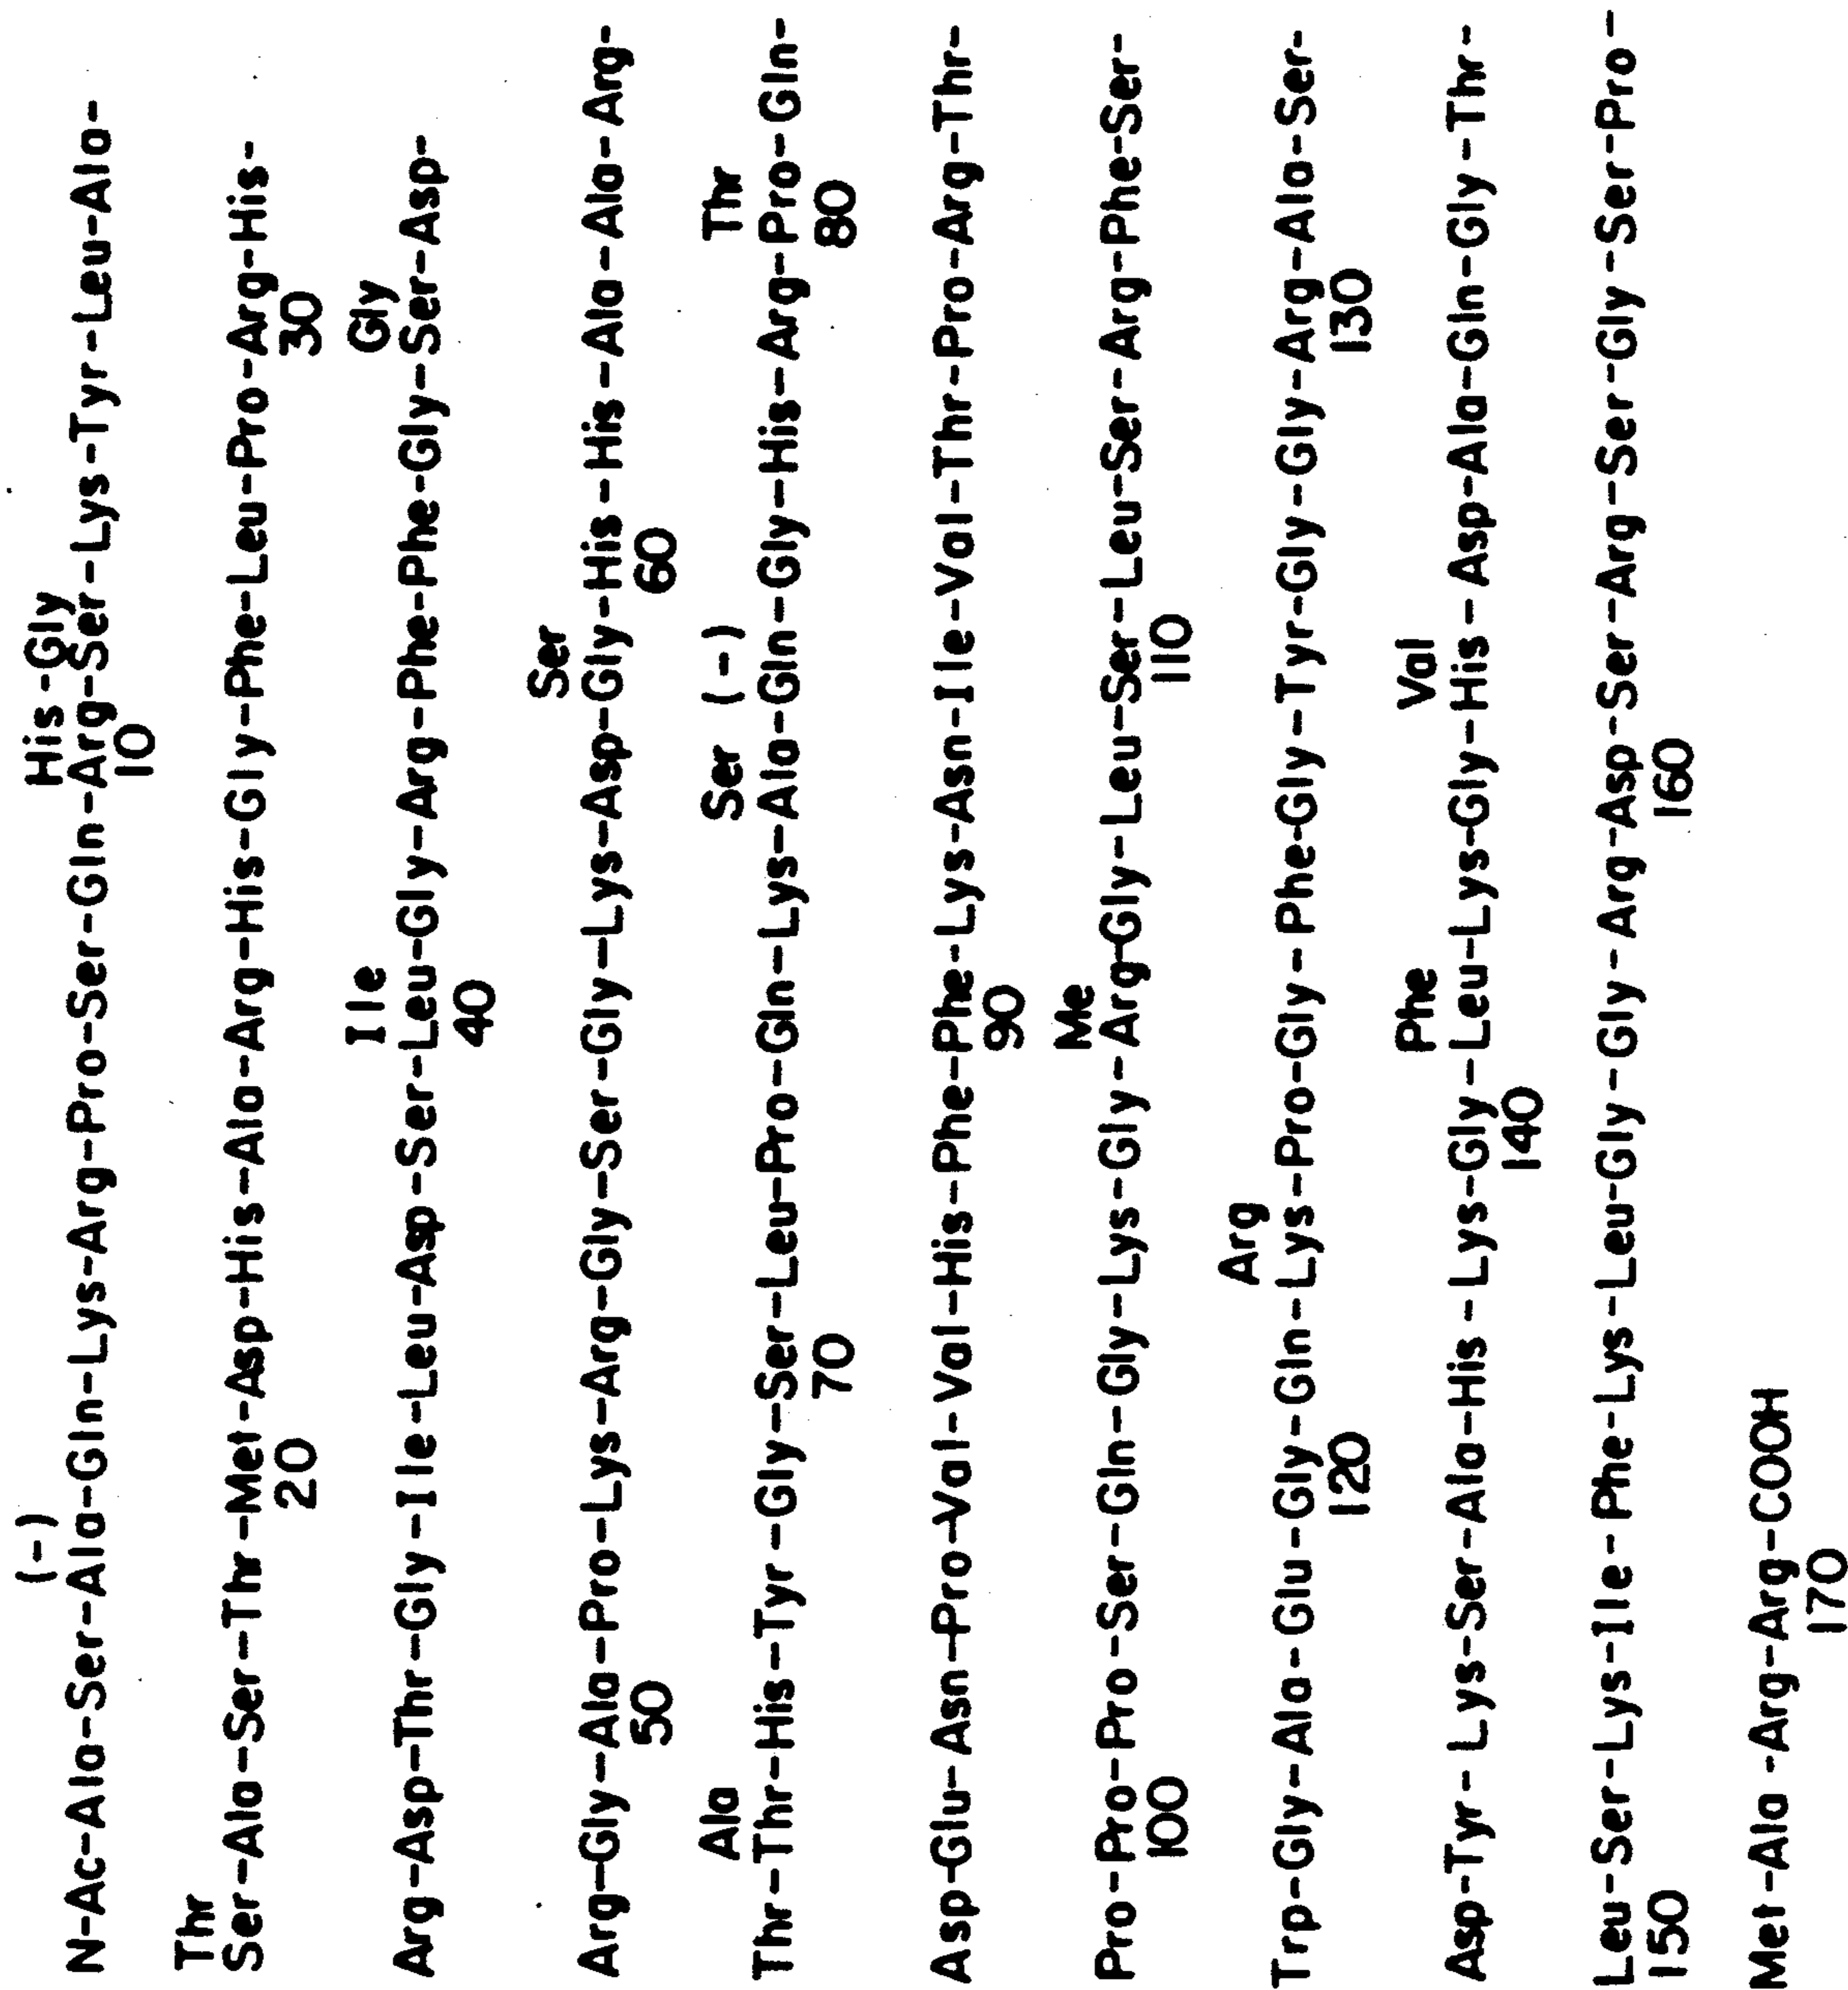 (-) His-Gly
N-Ac-Ala-Ser-Ala-Gln-Lys-Arg-Pro-Ser-Gln-Arg-Ser-Lys-Tyr-Leu-Ala-
10
Thr
Ser-Ala-Ser-Thr-Met-Asp-His-Ala-Arg-His-Gly-Phe-Leu-Pro-Arg-His-
20 30
Ile Gly
Arg-Asp-Thr-Gly-Ile-Leu-Asp-Ser-Leu-Gly-Arg-Phe-Phe-Gly-Ser-Asp-
40
Ser
Arg-Gly-Ala-Pro-Lys-Arg-Gly-Ser-Gly-Lys-Asp-Gly-His-His-Ala-Ala-Arg-
50 60
Ala Ser (-) Thr
Thr-Thr-His-Tyr-Gly-Ser-Leu-Pro-Gln-Lys-Ala-Gln-Gly-His-Arg-Pro-Gln-
70 80
Asp-Glu-Asn-Pro-Val-Val-His-Phe-Phe-Lys-Asn-Ile-Val-Thr-Pro-Arg-Thr-
90
Me
Pro-Pro-Pro-Ser-Gln-Gly-Lys-Gly-Arg-Gly-Leu-Ser-Leu-Ser-Arg-Phe-Ser-
100 110
Arg
Trp-Gly-Ala-Glu-Gly-Gln-Lys-Pro-Gly-Phe-Gly-Tyr-Gly-Gly-Arg-Ala-Ser-
120 130
Phe Val
Asp-Tyr-Lys-Ser-Ala-His-Lys-Gly-Leu-Lys-Gly-His-Asp-Ala-Gln-Gly-Thr-
140
Leu-Ser-Lys-Ile-Phe-Lys-Leu-Gly-Gly-Arg-Asp-Ser-Arg-Ser-Gly-Ser-Pro-
150 160
Met-Ala-Arg-Arg-COOH
170